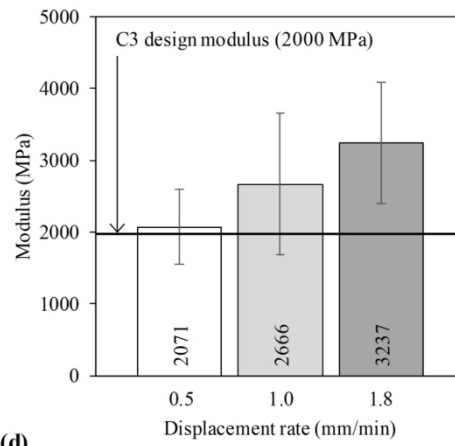 5000
C3 design modulus (2000 MPa)
4000
3000
2000
1000
0
Modulus (MPa)
2071
2666
3237
0.5 1.0 1.8
Displacement rate (mm/min)
(d)